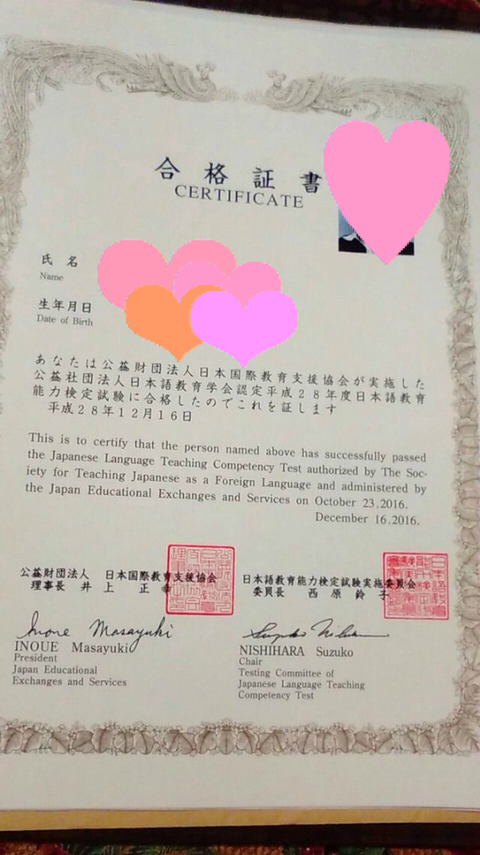 合格証書
CERTIFICATE
氏名
Name
生年月日
Date of Birth
あなたは公益財団法人日本国際教育支援協会が実施した
公益社団法人日本語教育学会認定平成28年度日本語教育
能力検定試験に合格したのでこれを証します
平成28年12月16日
This is to certify that the person named above has successfully passed
the Japanese Language Teaching Competency Test authorized by The Soc-
iety for Teaching Japanese as a Foreign Language and administered by
the Japan Educational Exchanges and Services on October 23.2016.
December 16.2016.
公益財団法人 日本国際教育支援協会
理事長 井上正幸
日本語教育能力検定試験実施委員会
委員長 西原鈴子
Inoue Masayuki
INOUE Masayuki
President
Japan Educational
Exchanges and Services
NISHIHARA Suzuko
Chair
Testing Committee of
Japanese Language Teaching
Competency Test